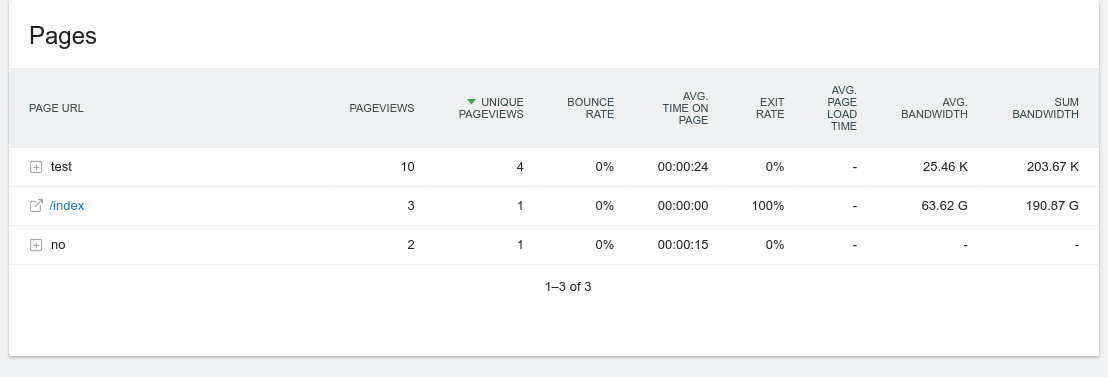 Pages
PAGE URL PAGEVIEWS UNIQUE PAGEVIEWS BOUNCE RATE AVG. TIME ON PAGE EXIT RATE AVG. PAGE LOAD TIME AVG. BANDWIDTH SUM BANDWIDTH
test 10 4 0% 00:00:24 0% - 25.46 K 203.67 K
/index 3 1 0% 00:00:00 100% - 63.62 G 190.87 G
no 2 1 0% 00:00:15 0% - - -
1–3 of 3